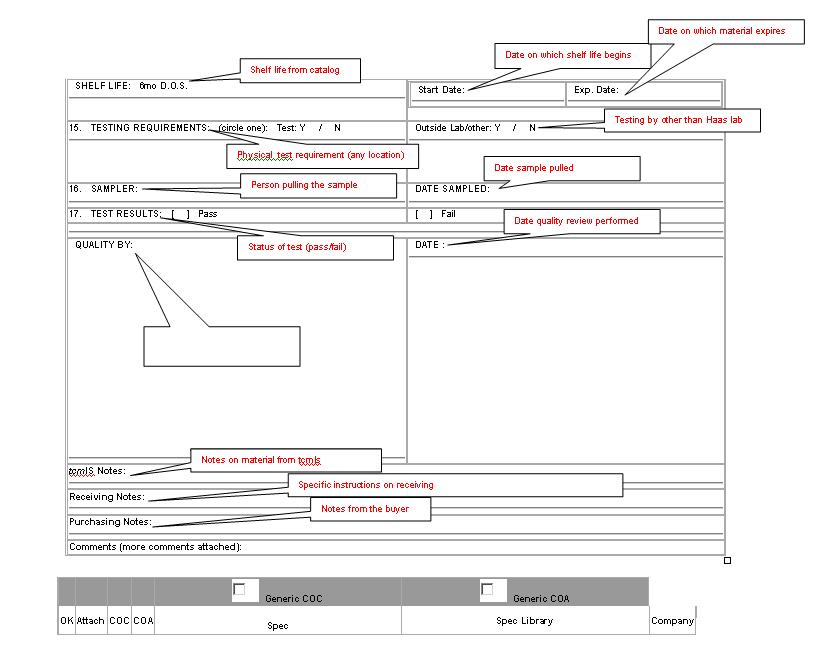 Date on which material expires
Date on which shelf life begins
Shelf life from catalog
SHELF LIFE: 6mo D.O.S.
Start Date:
Exp. Date:
Testing by other than Haas lab
15. TESTING REQUIREMENTS: (circle one): Test: Y / N
Outside Lab/other: Y / N
Physical test requirement (any location)
Date sample pulled
Person pulling the sample
16. SAMPLER:
DATE SAMPLED:
17. TEST RESULTS: [ ] Pass
[ ] Fail
Date quality review performed
QUALITY BY:
Status of test (pass/fail)
DATE :
Notes on material from tcmis
tcmIS Notes:
Specific instructions on receiving
Receiving Notes:
Notes from the buyer
Purchasing Notes:
Comments (more comments attached):
Generic COC
Generic COA
OK Attach COC COA Spec Spec Library Company